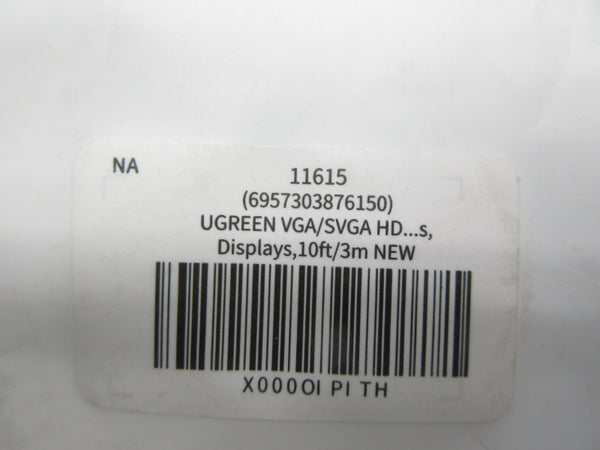 NA
11615
(6957303876150)
UGREEN VGA/SVGA HD...s,
Displays,10ft/3m NEW
X000OI PI TH